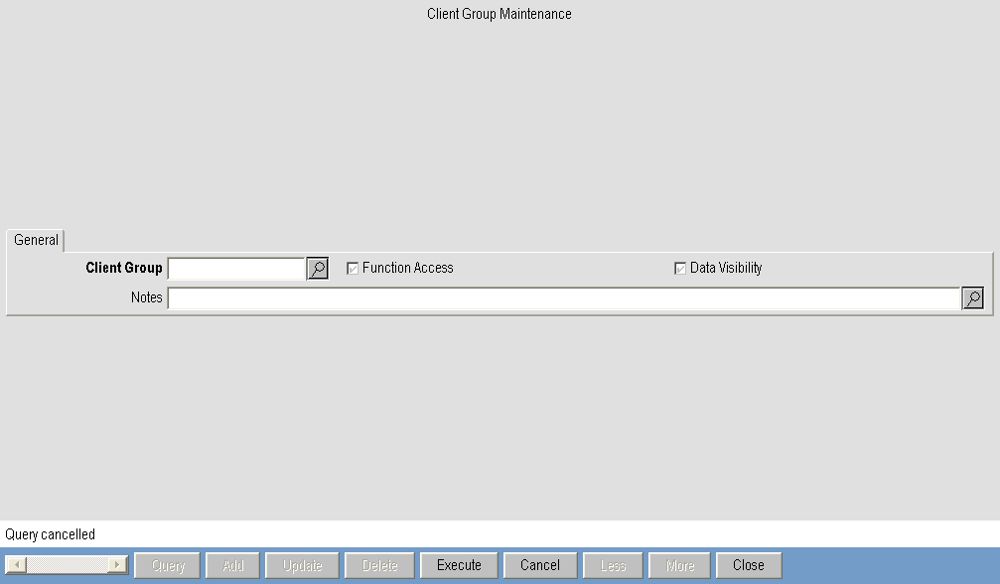 Client Group Maintenance
General
Client Group
Function Access
Data Visibility
Notes
Query cancelled
Query Add Update Delete Execute Cancel Less More Close